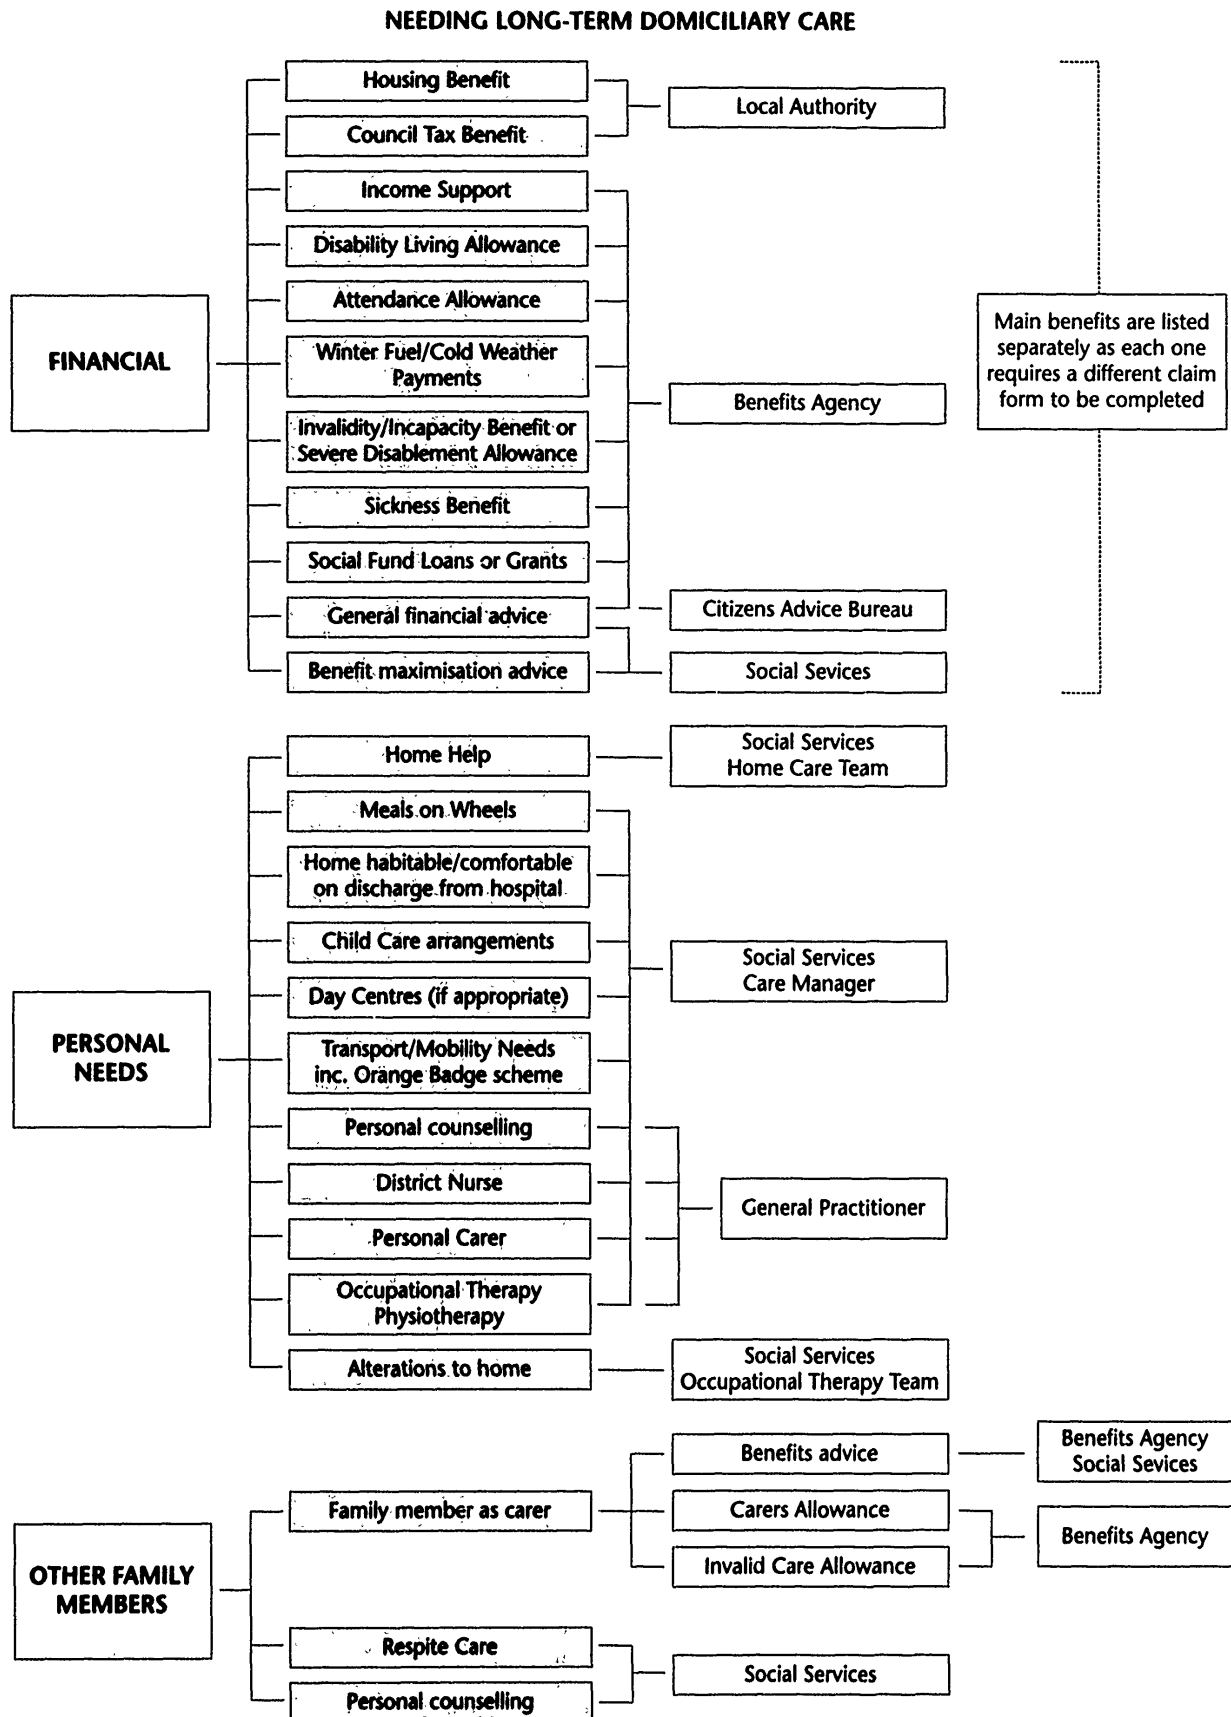 NEEDING LONG-TERM DOMICILIARY CARE
FINANCIAL
Housing Benefit
Council Tax Benefit
Local Authority
Income Support
Disability Living Allowance
Attendance Allowance
Winter Fuel/Cold Weather
Payments
Invalidity/Incapacity Benefit or
Severe Disablement Allowance
Sickness Benefit
Social Fund Loans or Grants
General financial advice
Benefit maximisation advice
Benefits Agency
Citizens Advice Bureau
Social Sevices
Main benefits are listed
separately as each one
requires a different claim
form to be completed
PERSONAL
NEEDS
Home Help
Social Services
Home Care Team
Meals on Wheels
Home habitable/comfortable
on discharge from hospital
Child Care arrangements
Day Centres (if appropriate)
Transport/Mobility Needs
inc. Orange Badge scheme
Personal counselling
District Nurse
Personal Carer
Occupational Therapy
Physiotherapy
Social Services
Care Manager
General Practitioner
Alterations to home
Social Services
Occupational Therapy Team
OTHER FAMILY
MEMBERS
Family member as carer
Benefits advice
Benefits Agency
Social Sevices
Carers Allowance
Invalid Care Allowance
Benefits Agency
Respite Care
Personal counselling
Social Services